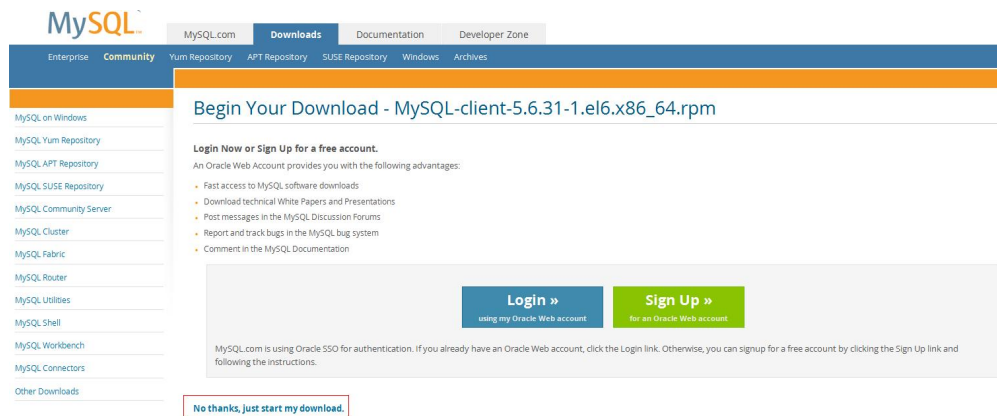 MySQL
MySQL.com Downloads Documentation Developer Zone
Enterprise Community Yum Repository APT Repository SUSE Repository Windows Archives
MySQL on Windows
MySQL Yum Repository
MySQL APT Repository
MySQL SUSE Repository
MySQL Community Server
MySQL Cluster
MySQL Fabric
MySQL Router
MySQL Utilities
MySQL Shell
MySQL Workbench
MySQL Connectors
Other Downloads
Begin Your Download - MySQL-client-5.6.31-1.el6.x86_64.rpm
Login Now or Sign Up for a free account.
An Oracle Web Account provides you with the following advantages:
Fast access to MySQL software downloads
Download technical White Papers and Presentations
Post messages in the MySQL Discussion Forums
Report and track bugs in the MySQL bug system
Comment in the MySQL Documentation
Login »
using my Oracle Web account
Sign Up »
for an Oracle Web account
MySQL.com is using Oracle SSO for authentication. If you already have an Oracle Web account, click the Login link. Otherwise, you can signup for a free account by clicking the Sign Up link and
following the instructions.
No thanks, just start my download.